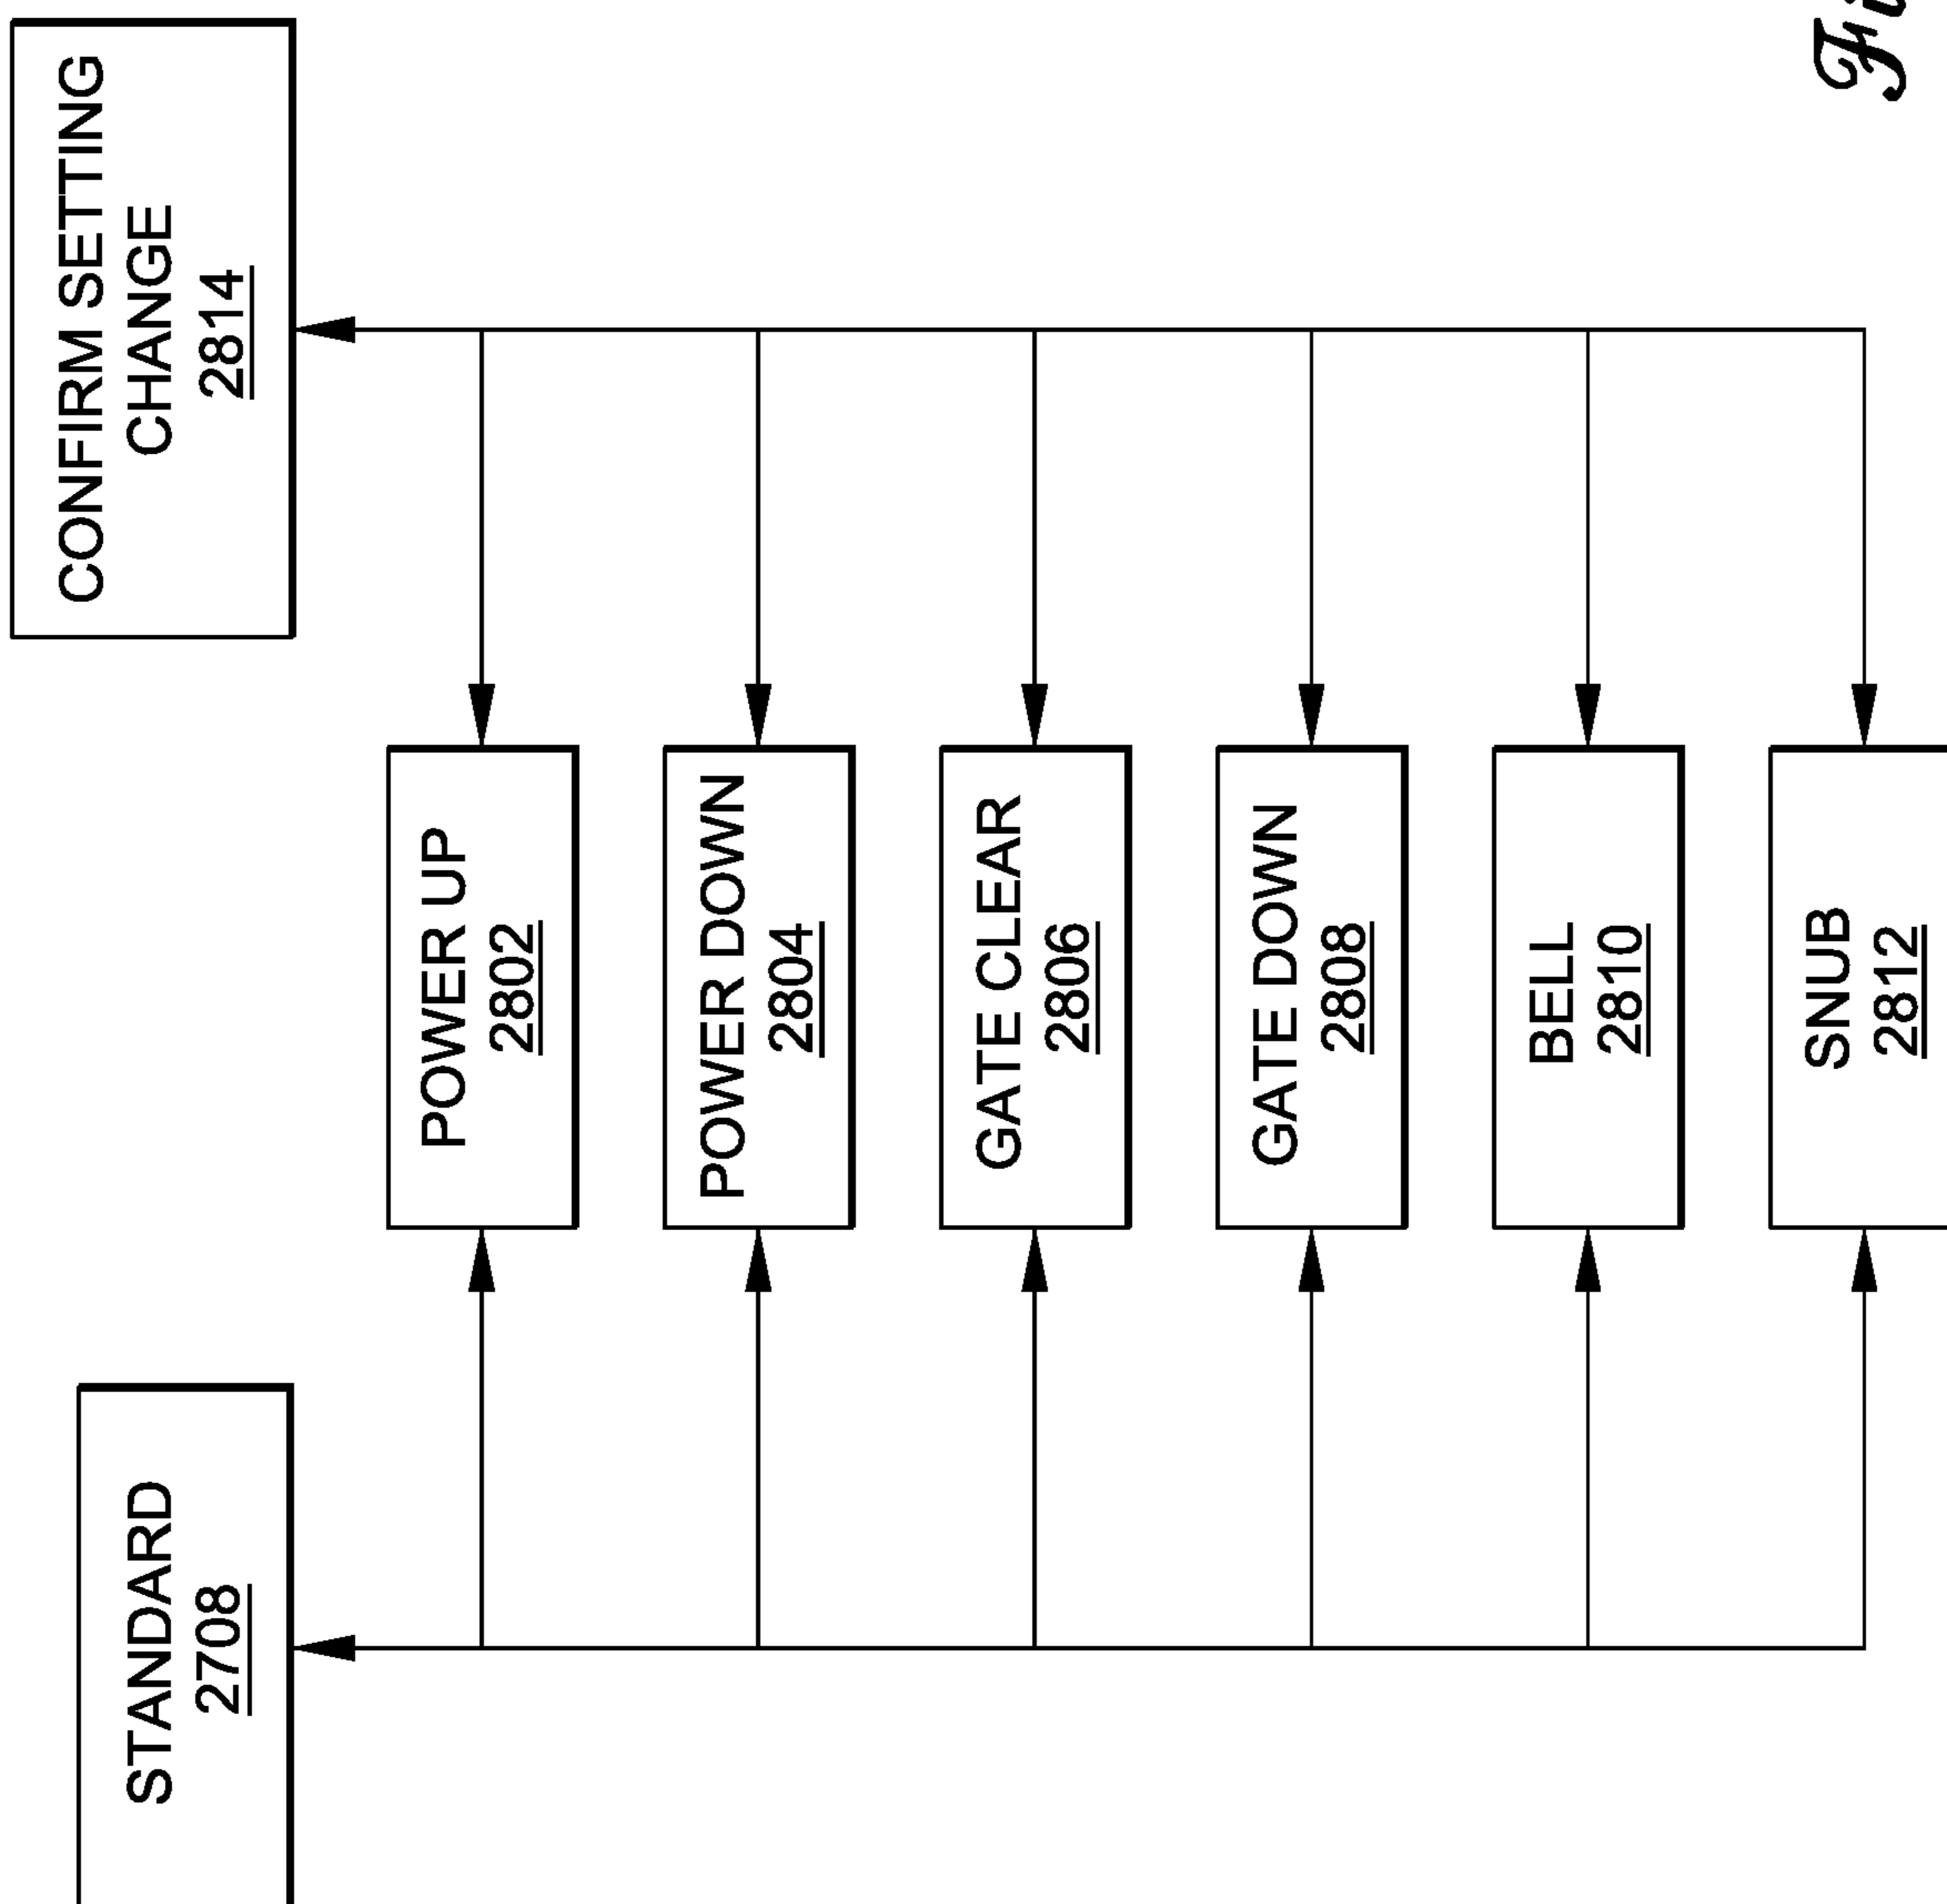 STANDARD
2708
CONFIRM SETTING
CHANGE
2814
POWER UP
2802
POWER DOWN
2804
GATE CLEAR
2806
GATE DOWN
2808
BELL
2810
SNUB
2812